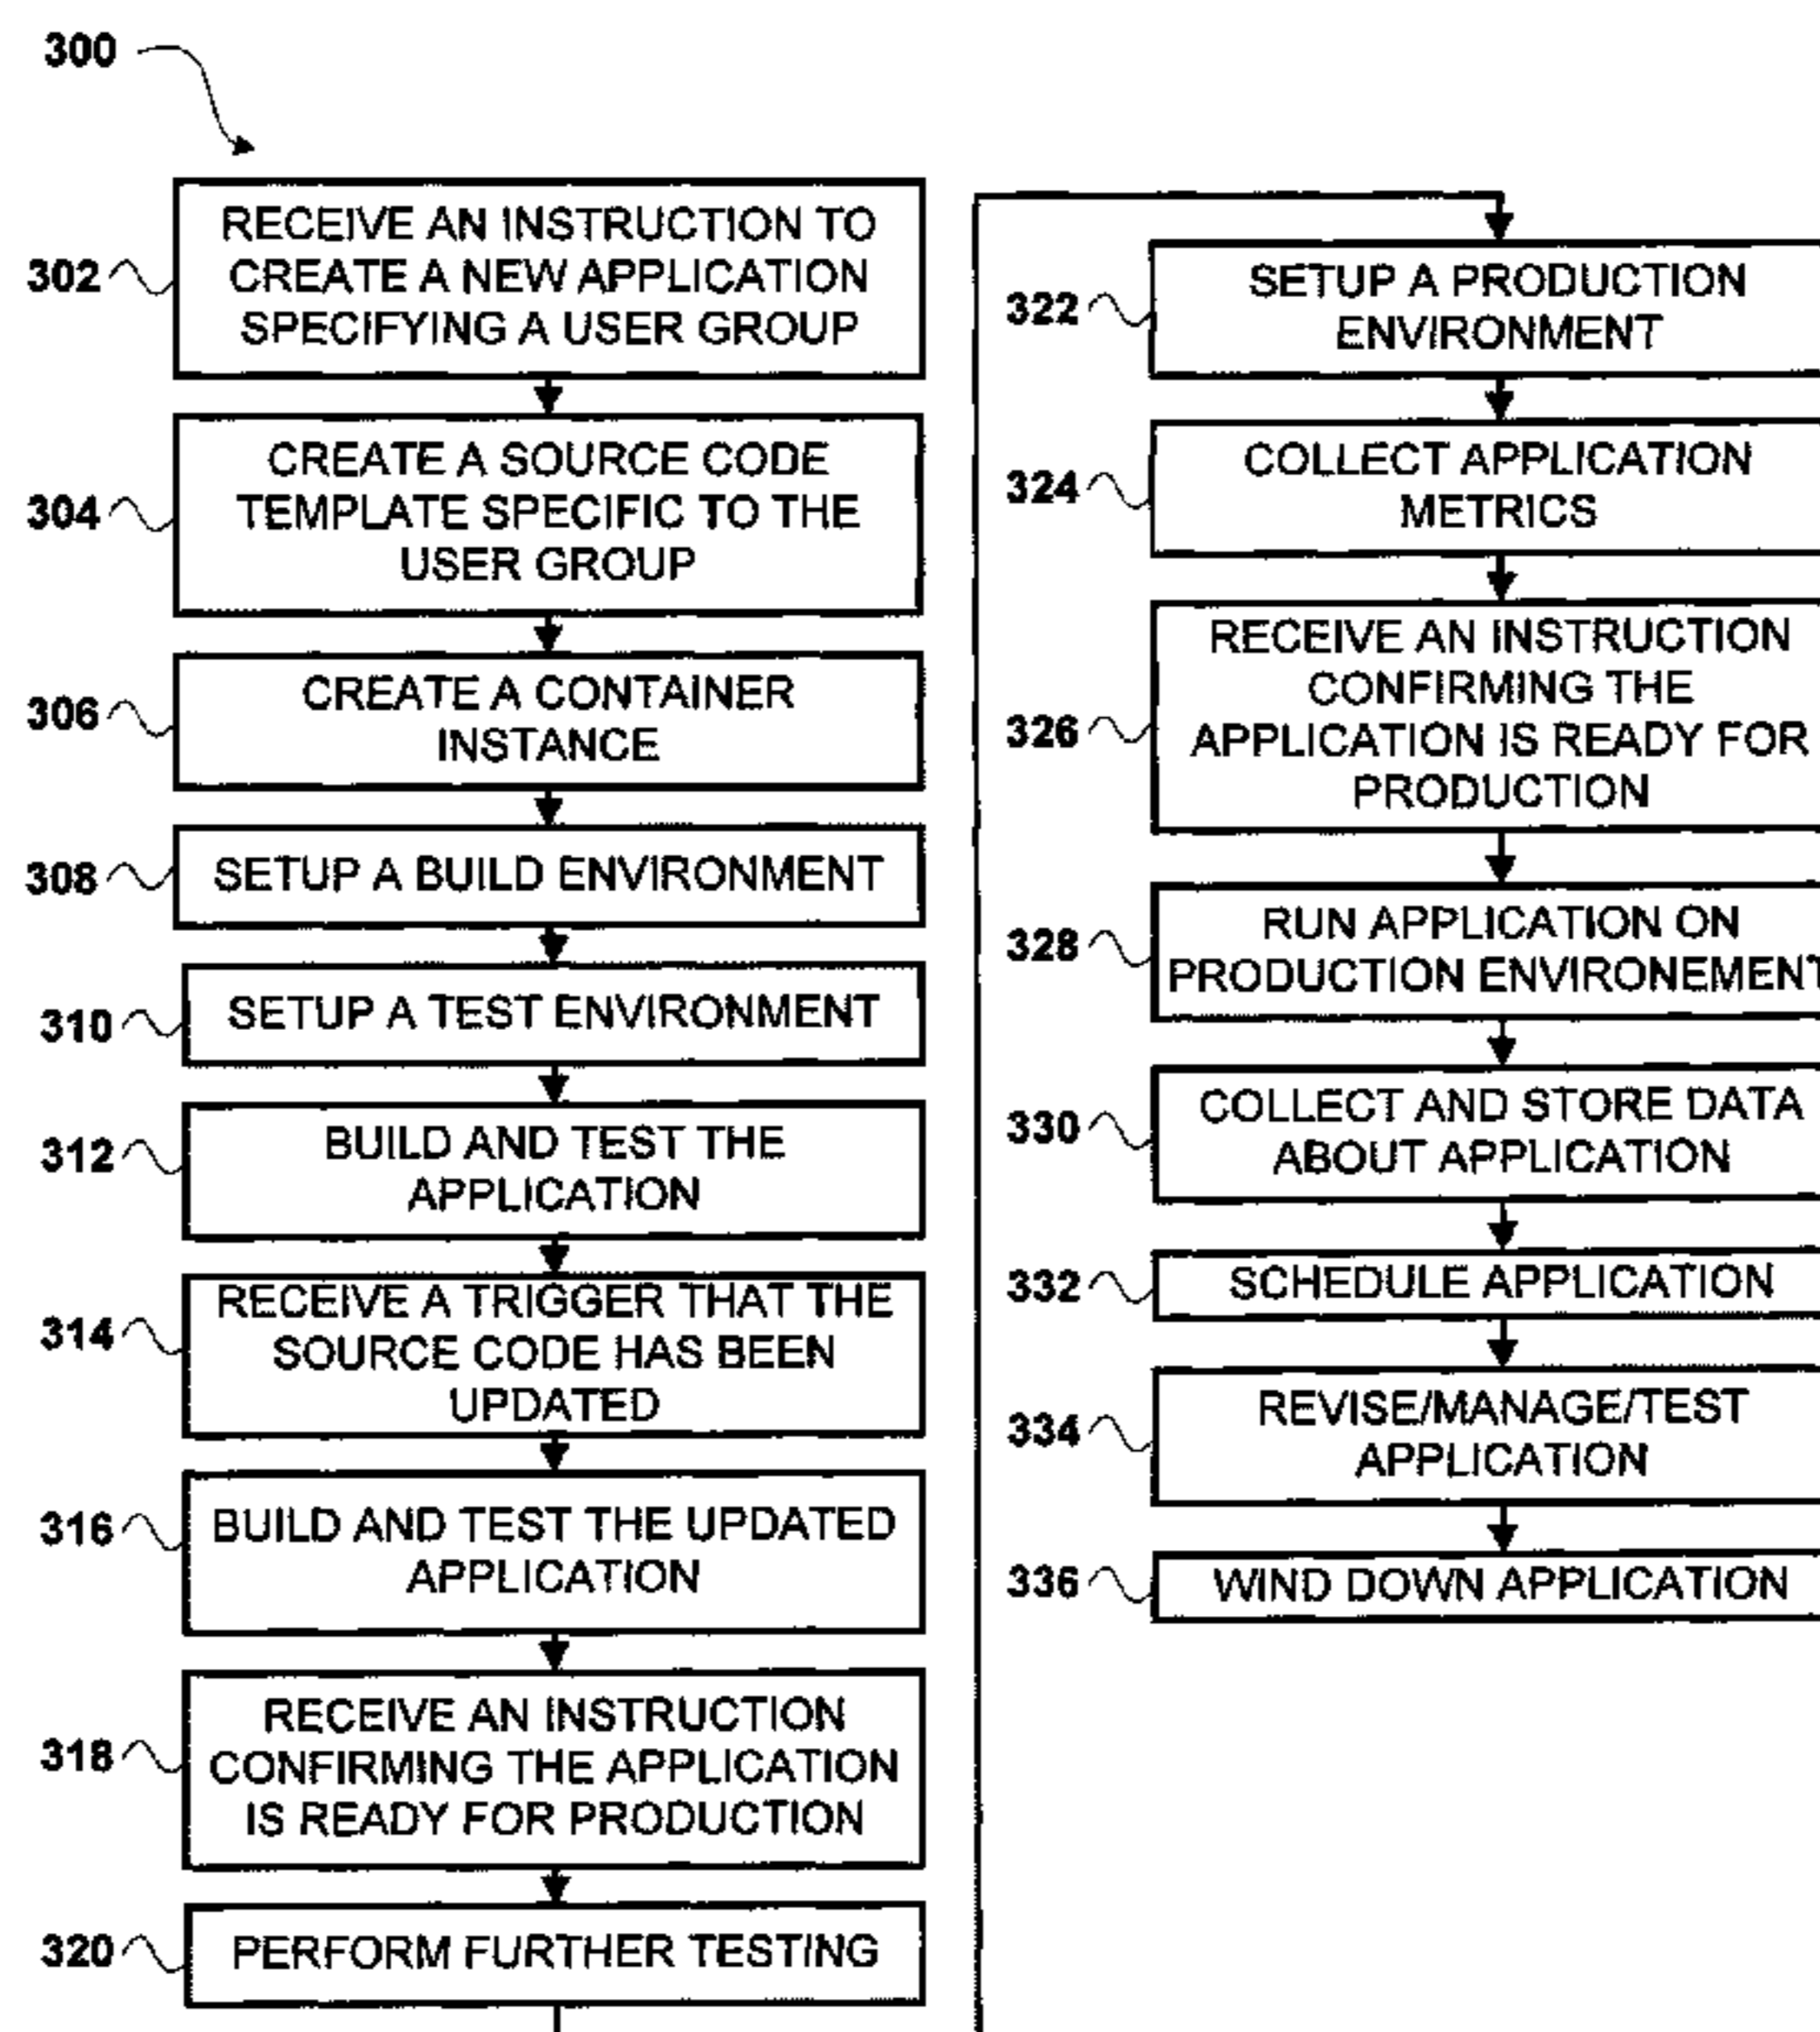 300
302
RECEIVE AN INSTRUCTION TO
CREATE A NEW APPLICATION
SPECIFYING A USER GROUP
304
CREATE A SOURCE CODE
TEMPLATE SPECIFIC TO THE
USER GROUP
306
CREATE A CONTAINER
INSTANCE
308
SETUP A BUILD ENVIRONMENT
310
SETUP A TEST ENVIRONMENT
312
BUILD AND TEST THE
APPLICATION
314
RECEIVE A TRIGGER THAT THE
SOURCE CODE HAS BEEN
UPDATED
316
BUILD AND TEST THE UPDATED
APPLICATION
318
RECEIVE AN INSTRUCTION
CONFIRMING THE APPLICATION
IS READY FOR PRODUCTION
320
PERFORM FURTHER TESTING
322
SETUP A PRODUCTION
ENVIRONMENT
324
COLLECT APPLICATION
METRICS
326
RECEIVE AN INSTRUCTION
CONFIRMING THE
APPLICATION IS READY FOR
PRODUCTION
328
RUN APPLICATION ON
PRODUCTION ENVIRONEMENT
330
COLLECT AND STORE DATA
ABOUT APPLICATION
332
SCHEDULE APPLICATION
334
REVISE/MANAGE/TEST
APPLICATION
336
WIND DOWN APPLICATION